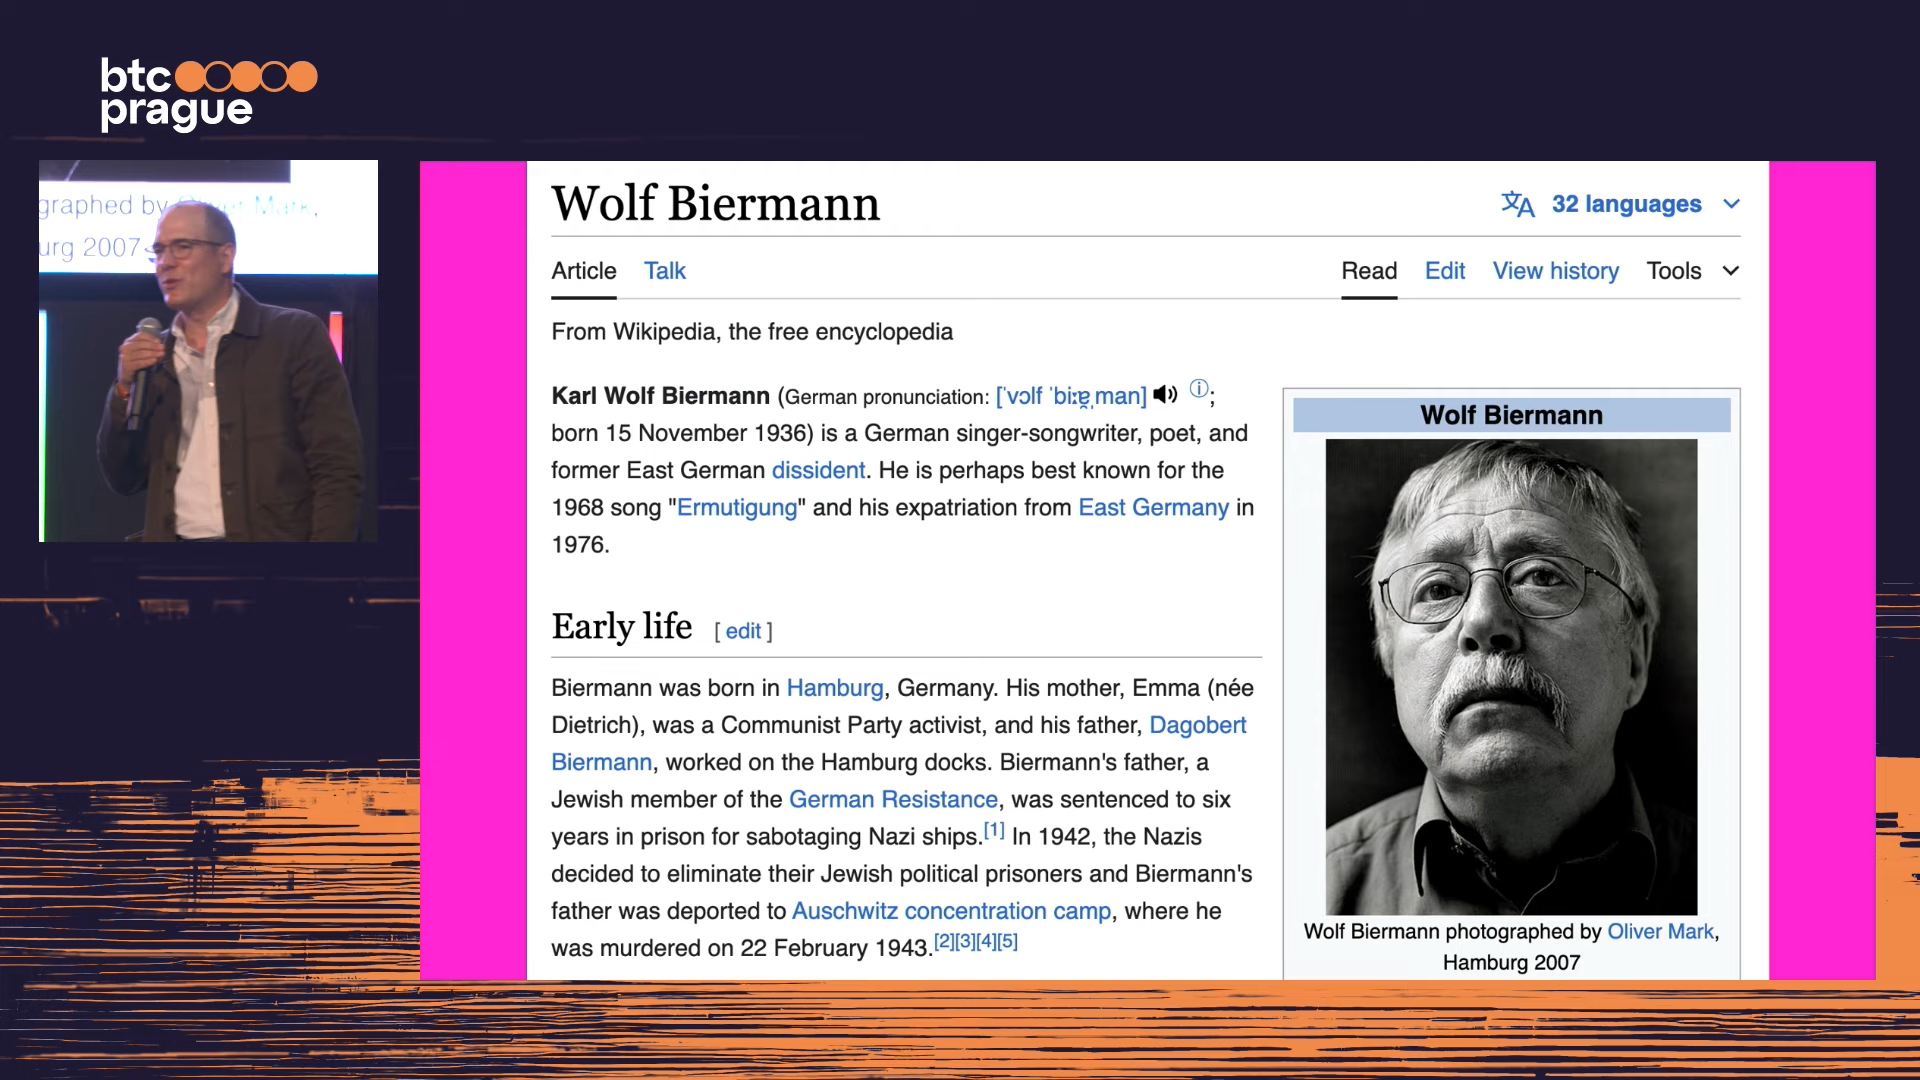 btc
prague
graphed by Oliver Mark,
urg 2007
Wolf Biermann
32 languages
Article Talk Read Edit View history Tools
From Wikipedia, the free encyclopedia
Karl Wolf Biermann (German pronunciation: [ˈvɔlf ˈbiːɐ̯ˌman] ⓘ;
born 15 November 1936) is a German singer-songwriter, poet, and
former East German dissident. He is perhaps best known for the
1968 song "Ermutigung" and his expatriation from East Germany in
1976.
Early life [ edit ]
Biermann was born in Hamburg, Germany. His mother, Emma (née
Dietrich), was a Communist Party activist, and his father, Dagobert
Biermann, worked on the Hamburg docks. Biermann's father, a
Jewish member of the German Resistance, was sentenced to six
years in prison for sabotaging Nazi ships.[1] In 1942, the Nazis
decided to eliminate their Jewish political prisoners and Biermann's
father was deported to Auschwitz concentration camp, where he
was murdered on 22 February 1943.[2][3][4][5]
Wolf Biermann
Wolf Biermann photographed by Oliver Mark,
Hamburg 2007